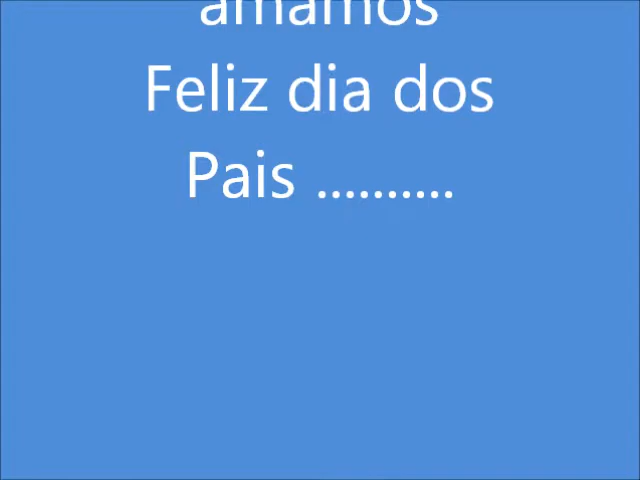 amamos
Feliz dia dos
Pais ..........